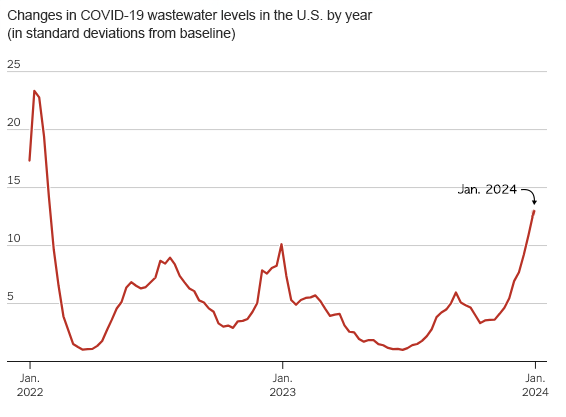 Changes in COVID-19 wastewater levels in the U.S. by year
(in standard deviations from baseline)
25
20
15
Jan. 2024
10
5
Jan.
2022
Jan.
2023
Jan.
2024